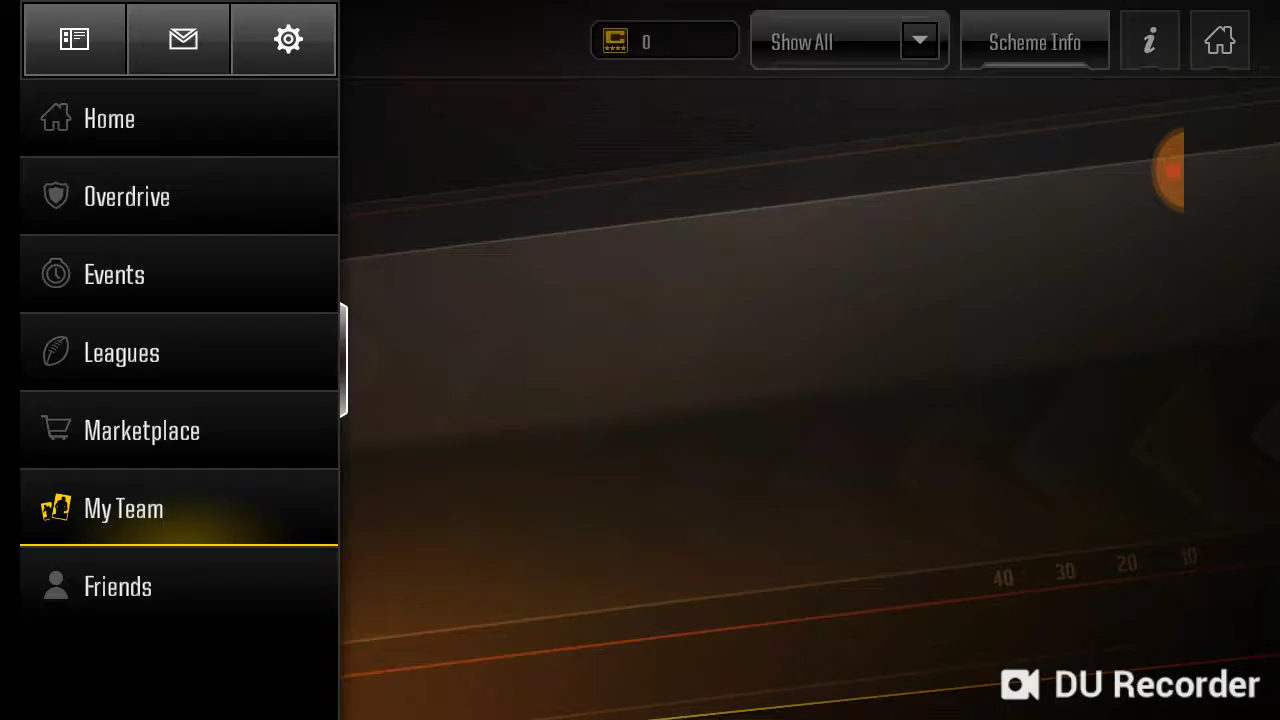 0
Show All
Scheme Info
i
Home
Overdrive
Events
Leagues
Marketplace
My Team
Friends
40 30 20 10
DU Recorder